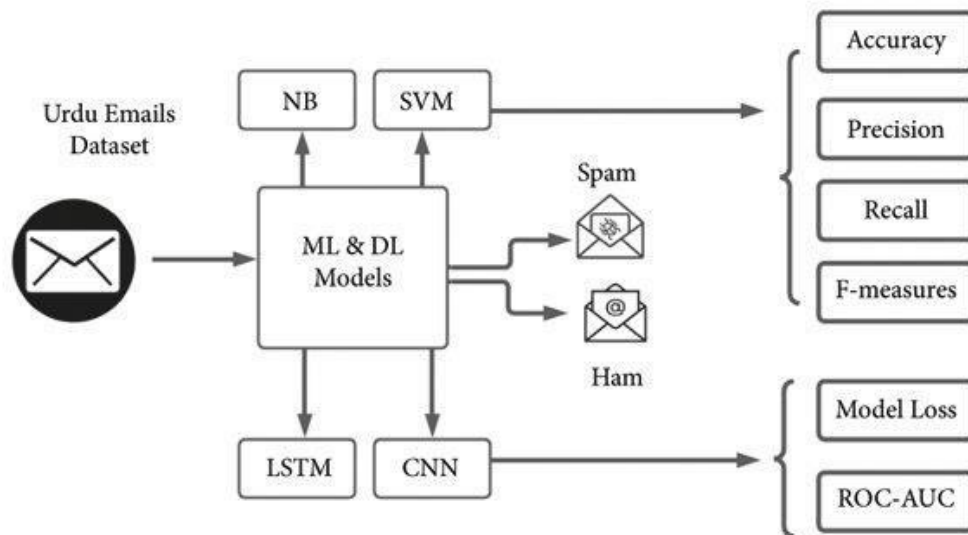 Urdu Emails
Dataset
NB
SVM
ML & DL
Models
LSTM
CNN
Spam
@
Ham
Accuracy
Precision
Recall
F-measures
Model Loss
ROC-AUC